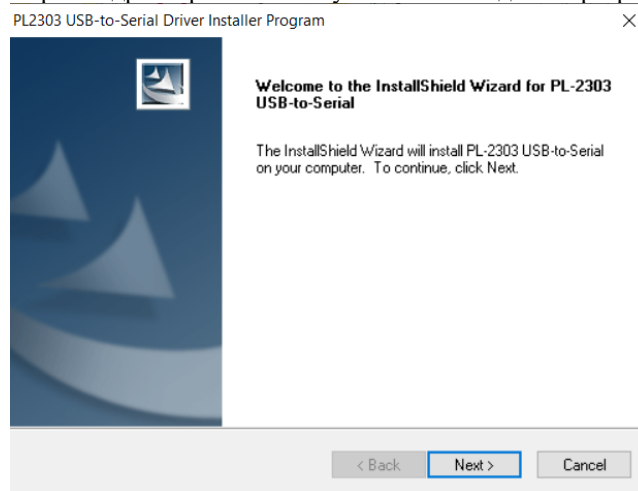 PL2303 USB-to-Serial Driver Installer Program
Welcome to the InstallShield Wizard for PL-2303
USB-to-Serial
The InstallShield Wizard will install PL-2303 USB-to-Serial
on your computer. To continue, click Next.
< Back
Next >
Cancel